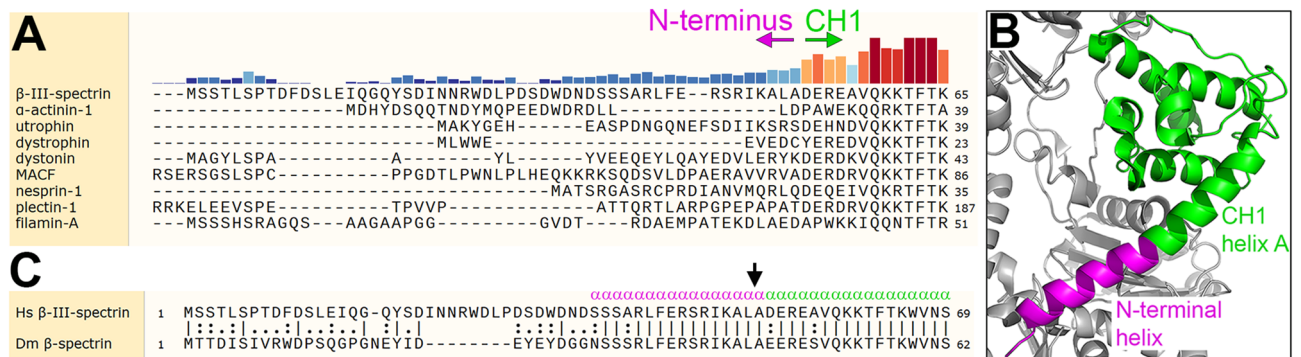 A
N-terminus CH1
β-III-spectrin ---MSSTLSPTDFDSLEIQGQYSDINNRWDLPDSDWDNDSSSARLFE--RSRIKALADEREAVQKKTFTK 65
α-actinin-1 -----------------MDHYDSQQTNDYMQPEEDWDRDLL--------------LDPAWEKQQRKTFTA 39
utrophin -------------------------MAKYGEH------EASPDNGQNEFSDIIKSRSDEHNDVQKKTFTK 39
dystrophin -------------------------MLWWE----------------------EVEDCYEREDVQKKTFTK 23
dystonin ---MAGYLSPA----------A--------YL------YVEEQEYLQAYEDVLERYKDERDKVQKKTFTK 43
MACF RSERSGSLSPC----------PPGDTLPWNLPLHEQKKRKSQDSVLDPAERAVVRVADERDRVQKKTFTK 86
nesprin-1 -----------------------------------MATSRGASRCPRDIANVMQRLQDEQEIVQKRTFTK 35
plectin-1 RRKELEEVSPE----------TPVVP-------------ATTQRTLARPGPEPAPATDERDRVQKKTFTK 187
filamin-A ---MSSSHSRAGQS---AAGAAPGG---------GVDT----RDAEMPATEKDLAEDAPWKKIQQNTFTR 51
B
CH1
helix A
N-terminal
helix
C
αααααααααααααααααααααααααααααααα
Hs β-III-spectrin 1 MSSTLSPTDFDSLEIQG-QYSDINNRWDLPDSDWDNDSSSARLFERSRIKALADEREAVQKKTFTKWVNS 69
Dm β-spectrin 1 MTTDISIVRWDPSQGPGNEYID--------EYEYDGGNSSSRLFERSRIKALAEERESVQKKTFTKWVNS 62